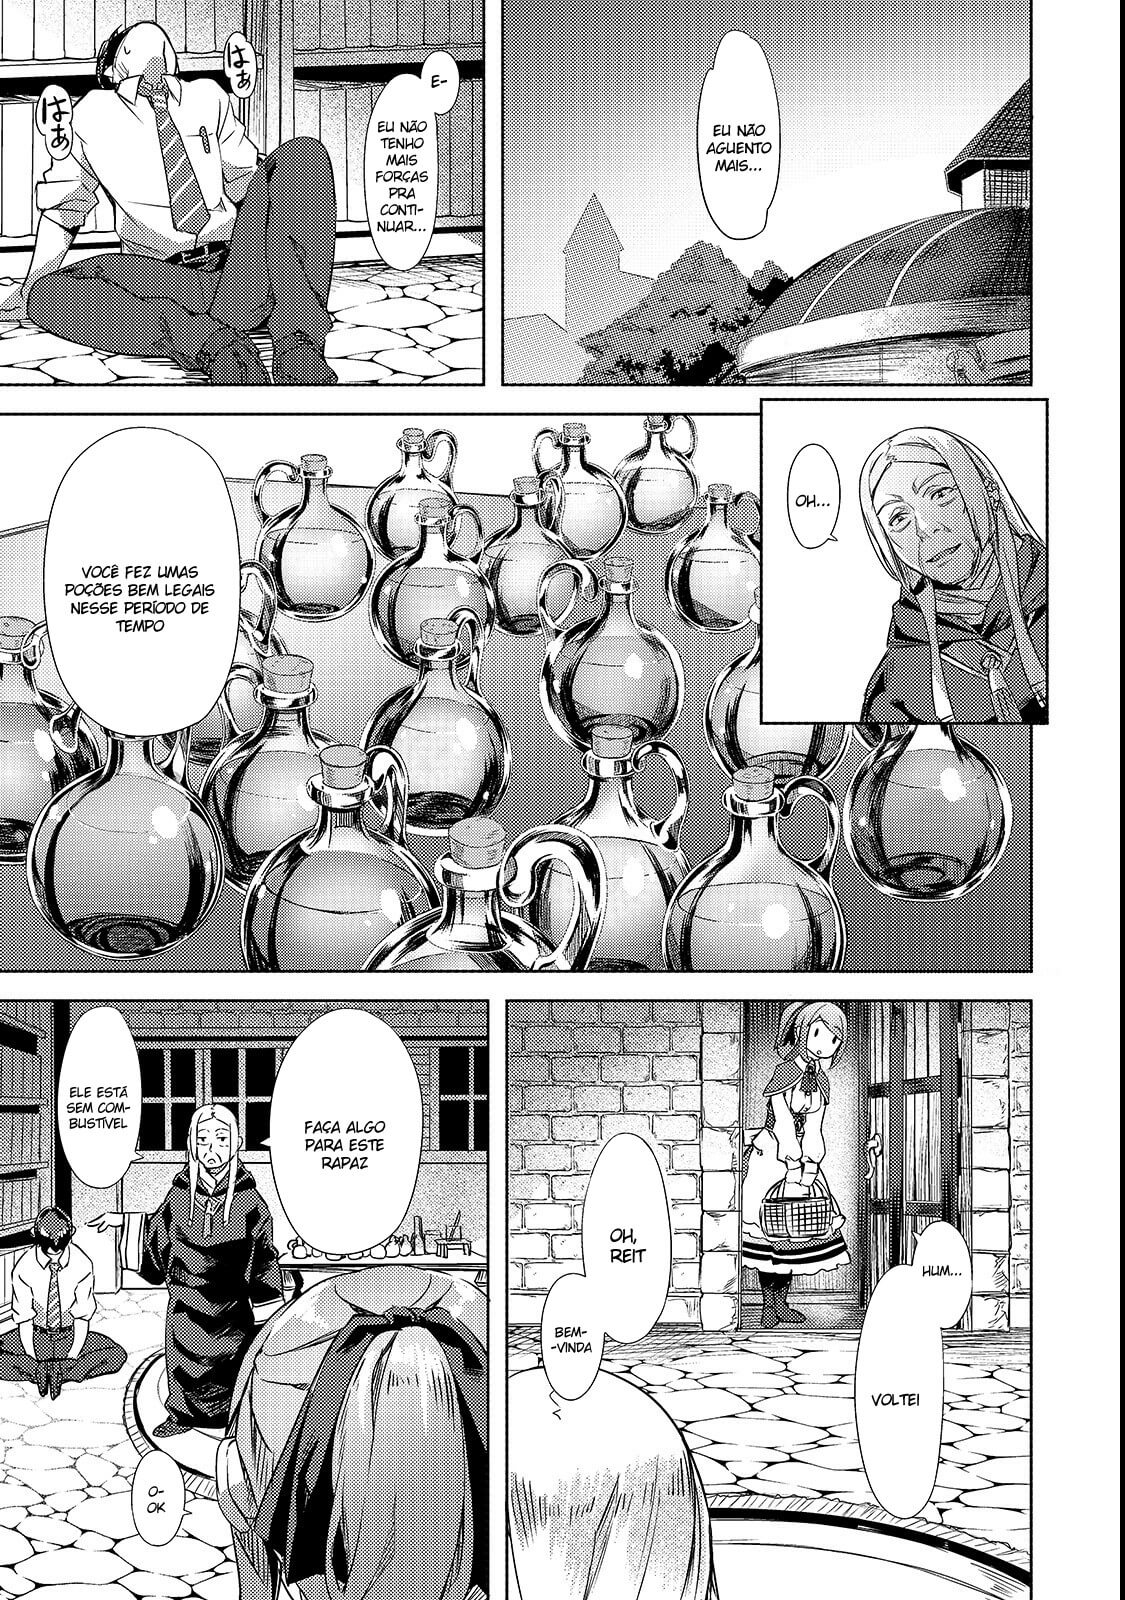 EU NÃO
AGUENTO
MAIS...
E-
EU NÃO
TENHO
MAIS
FORÇAS
PRA
CONTI-
NUAR...
はぁ
はぁ
OH...
VOCÊ FEZ UMAS
POÇÕES BEM LEGAIS
NESSE PERÍODO DE
TEMPO
HUM...
VOLTEI
OH,
REIT
BEM-
-VINDA
FAÇA ALGO
PARA ESTE
RAPAZ
ELE ESTÁ
SEM COM-
BUSTÍVEL
O-
OK